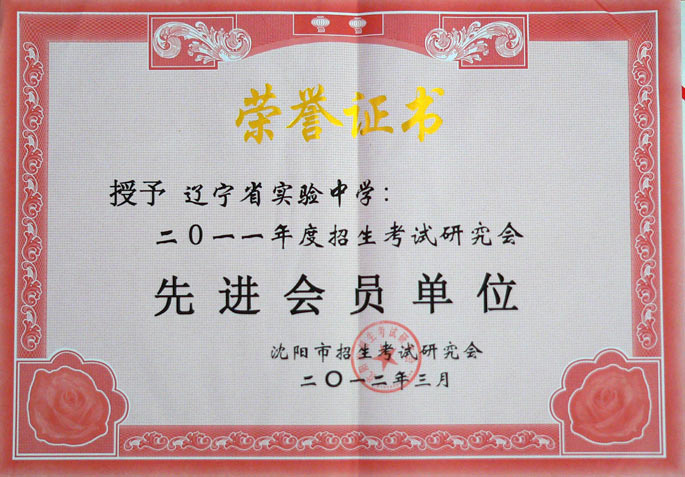 荣誉证书
授予 辽宁省实验中学：
二〇一一年度招生考试研究会
先进会员单位
沈阳市招生考试研究会
二〇一二年三月